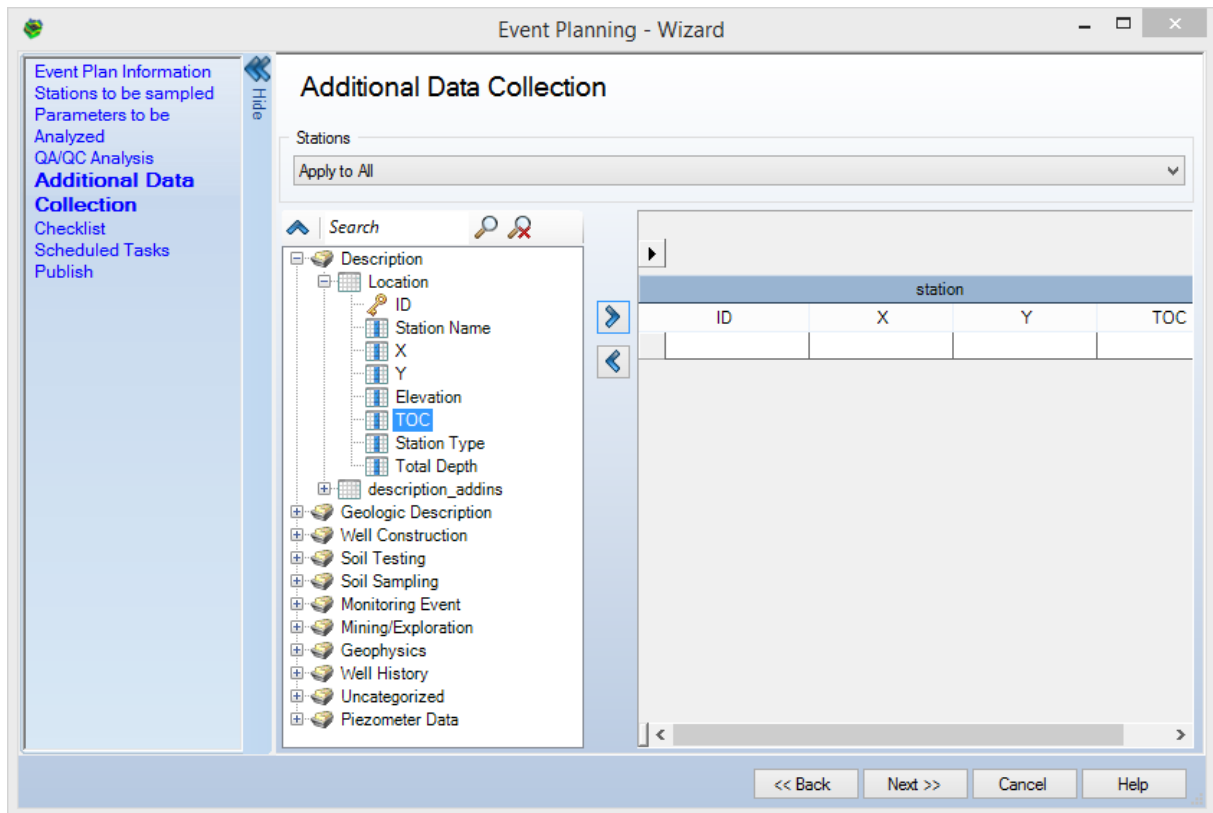 Event Planning - Wizard
Event Plan Information
Stations to be sampled
Parameters to be
Analyzed
QA/QC Analysis
Additional Data
Collection
Checklist
Scheduled Tasks
Publish
Hide
Additional Data Collection
Stations
Apply to All
Search
Description
Location
ID
Station Name
X
Y
Elevation
TOC
Station Type
Total Depth
description_addins
Geologic Description
Well Construction
Soil Testing
Soil Sampling
Monitoring Event
Mining/Exploration
Geophysics
Well History
Uncategorized
Piezometer Data
station
ID X Y TOC
<< Back Next >> Cancel Help